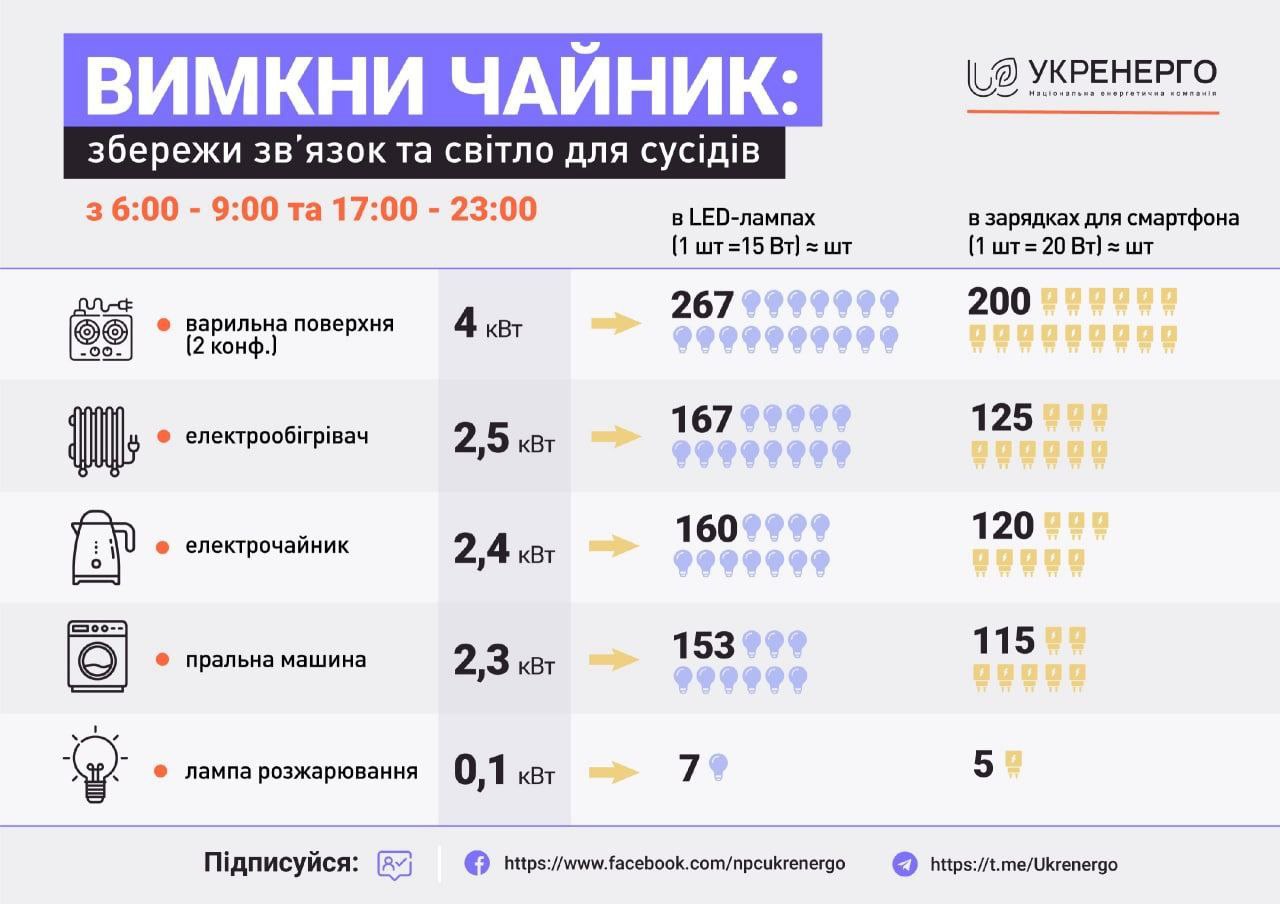 ВИМКНИ ЧАЙНИК:
збережи зв’язок та світло для сусідів
УКРЕНЕРГО
Національна енергетична компанія
з 6:00 - 9:00 та 17:00 - 23:00
в LED-лампах
(1 шт =15 Вт) ≈ шт
в зарядках для смартфона
(1 шт = 20 Вт) ≈ шт
варильна поверхня
(2 конф.)
4 кВт
267
200
електрообігрівач
2,5 кВт
167
125
електрочайник
2,4 кВт
160
120
пральна машина
2,3 кВт
153
115
лампа розжарювання
0,1 кВт
7
5
Підписуйся:
https://www.facebook.com/npcukrenergo
https://t.me/Ukrenergo